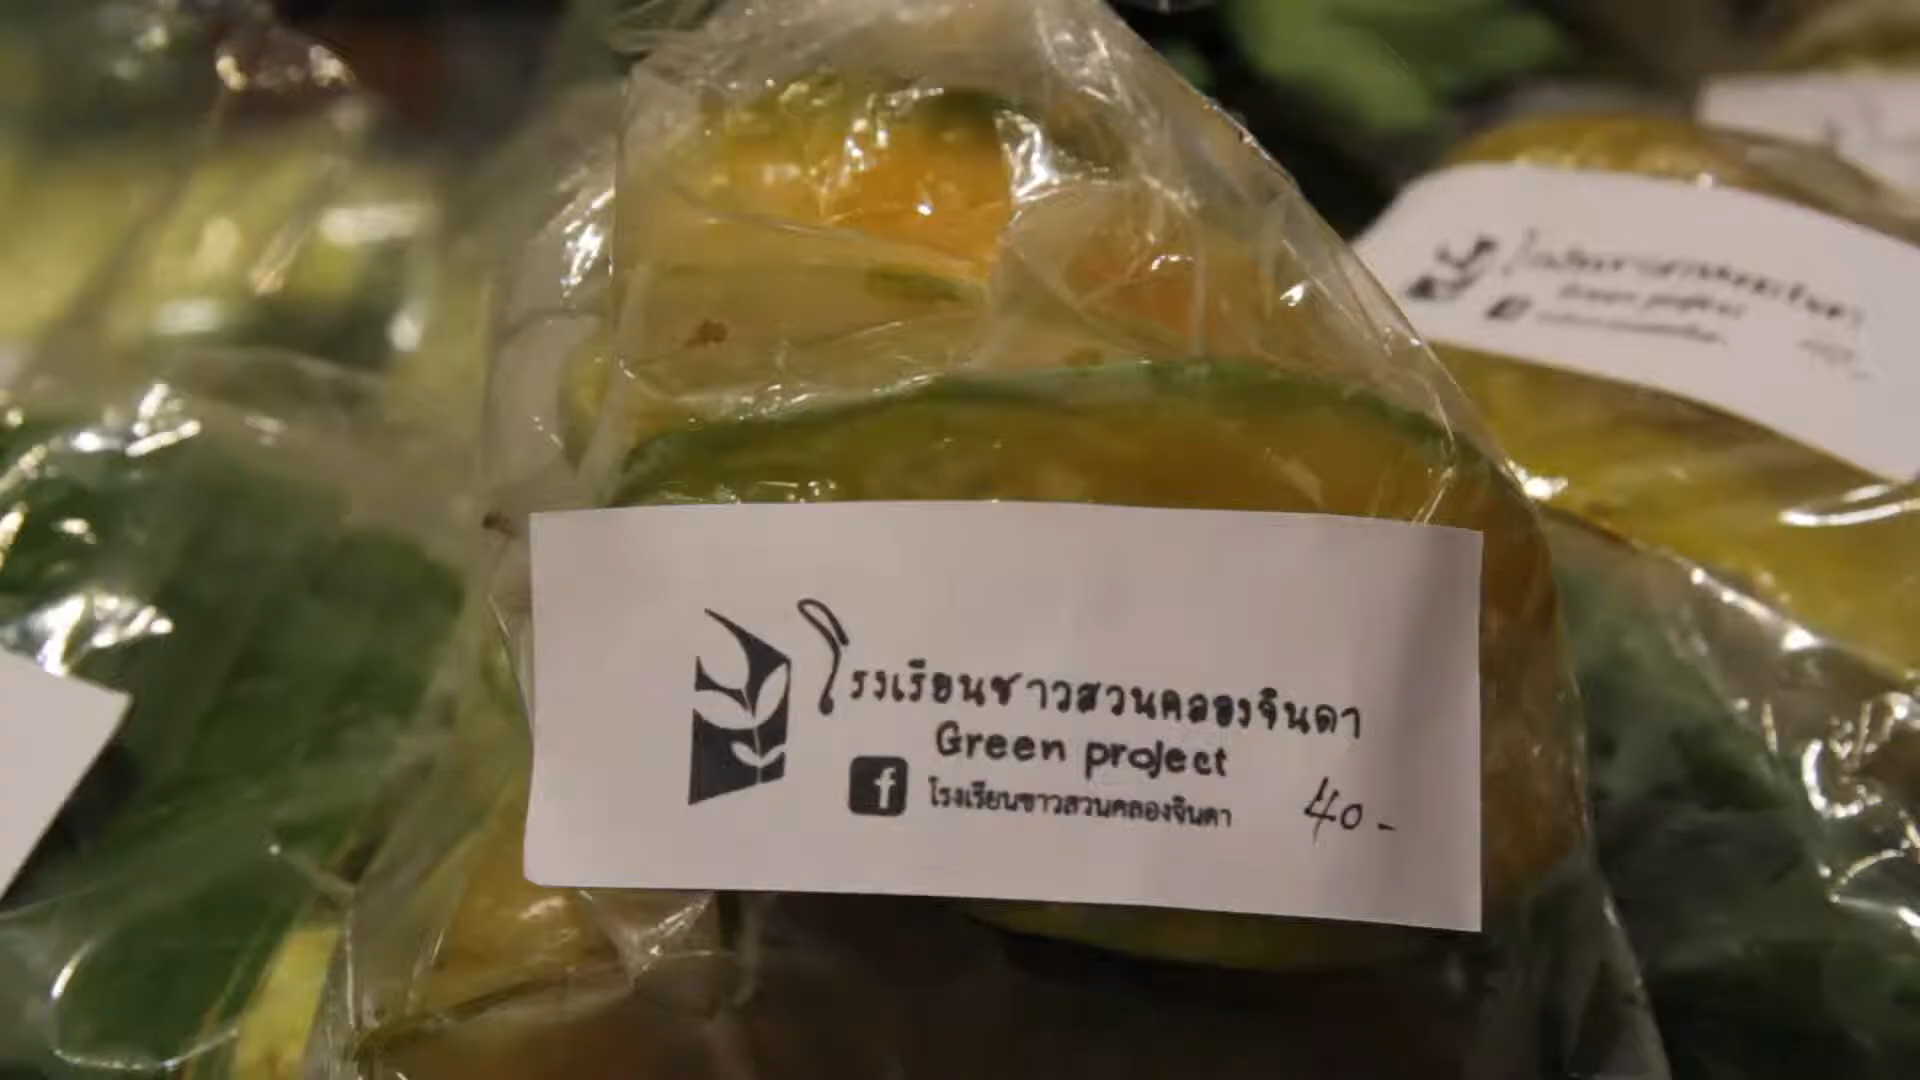 โรงเรียนชาวสวนคลองจินดา
Green project
f โรงเรียนชาวสวนคลองจินดา
40.-